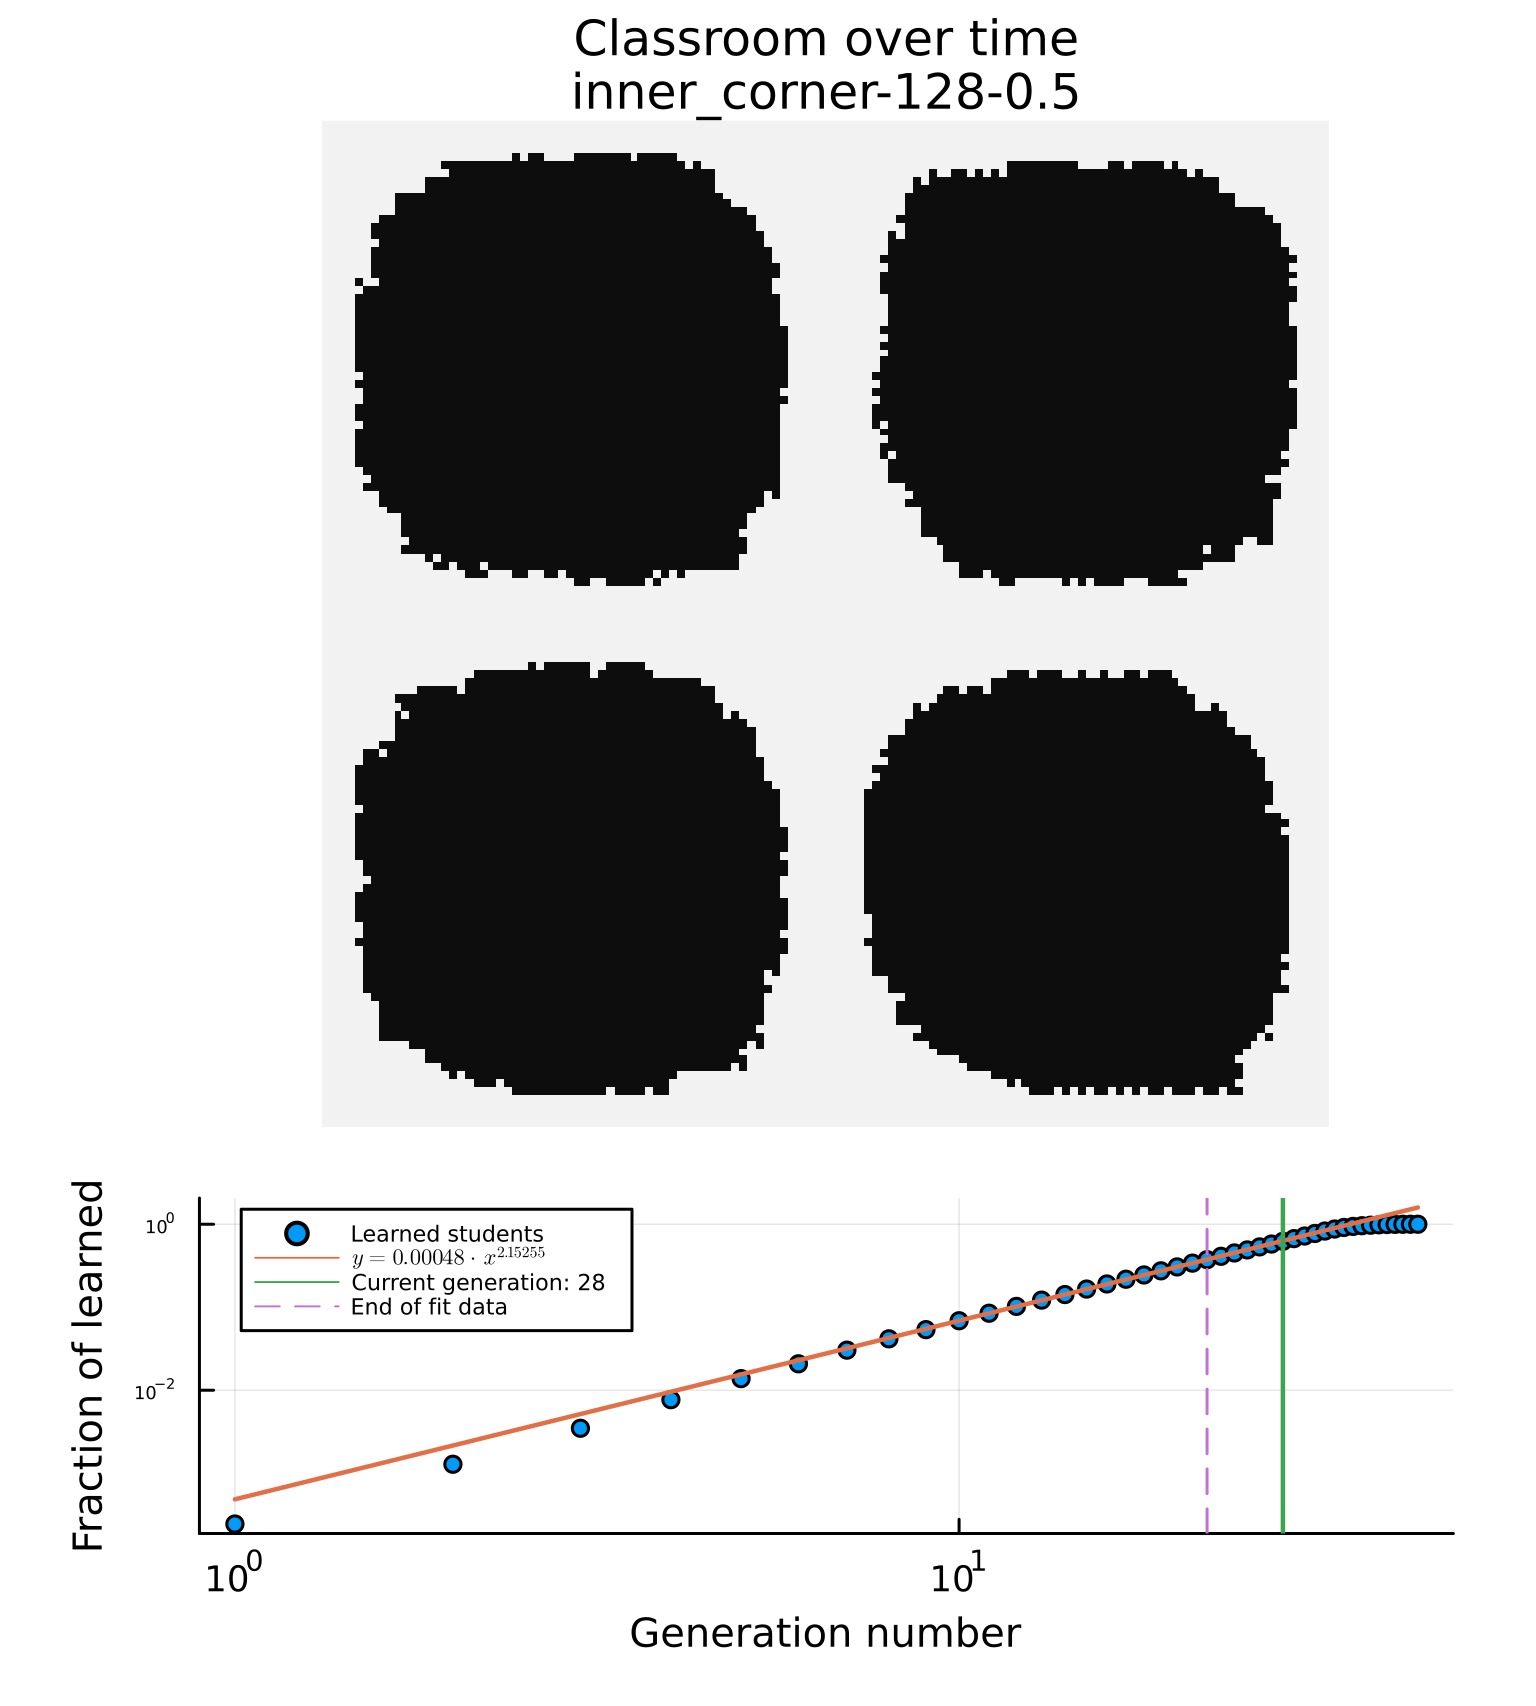 Classroom over time
inner_corner-128-0.5
Fraction of learned
10^0
10^−2
Learned students
y = 0.00048 · x^2.15255
Current generation: 28
End of fit data
10^0
10^1
Generation number